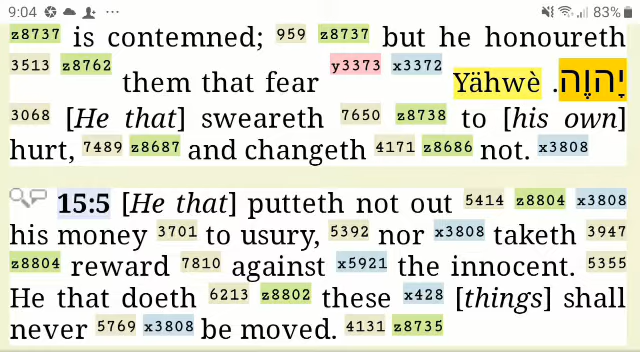 9:04 ... 83%
z8737 is contemned; 959 z8737 but he honoureth
3513 z8762 them that fear y3373 x3372 Yähwè יָהוֶה.
3068 [He that] sweareth 7650 z8738 to [his own]
hurt, 7489 z8687 and changeth 4171 z8686 not. x3808
15:5 [He that] putteth not out 5414 z8804 x3808
his money 3701 to usury, 5392 nor x3808 taketh 3947
z8804 reward 7810 against x5921 the innocent. 5355
He that doeth 6213 z8802 these x428 [things] shall
never 5769 x3808 be moved. 4131 z8735